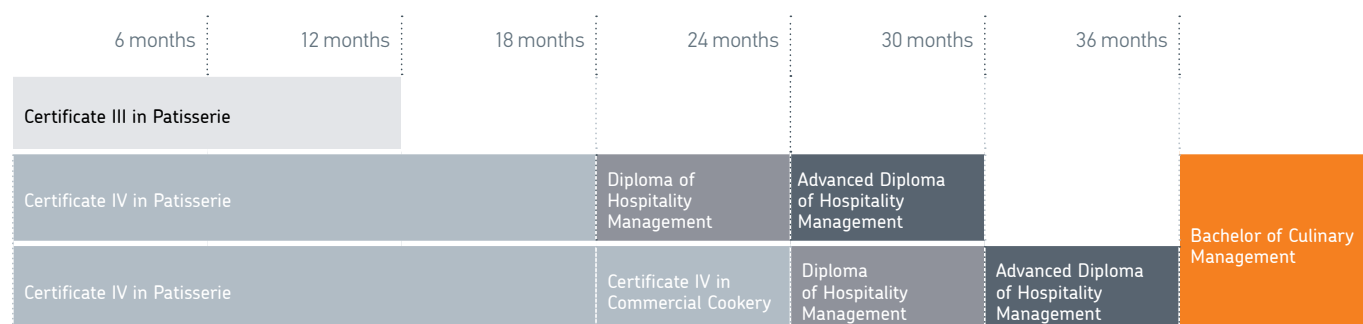 6 months 12 months 18 months 24 months 30 months 36 months
Certificate III in Patisserie
Certificate IV in Patisserie
Diploma of
Hospitality
Management
Advanced Diploma
of Hospitality
Management
Bachelor of Culinary
Management
Certificate IV in Patisserie
Certificate IV in
Commercial Cookery
Diploma
of Hospitality
Management
Advanced Diploma
of Hospitality
Management